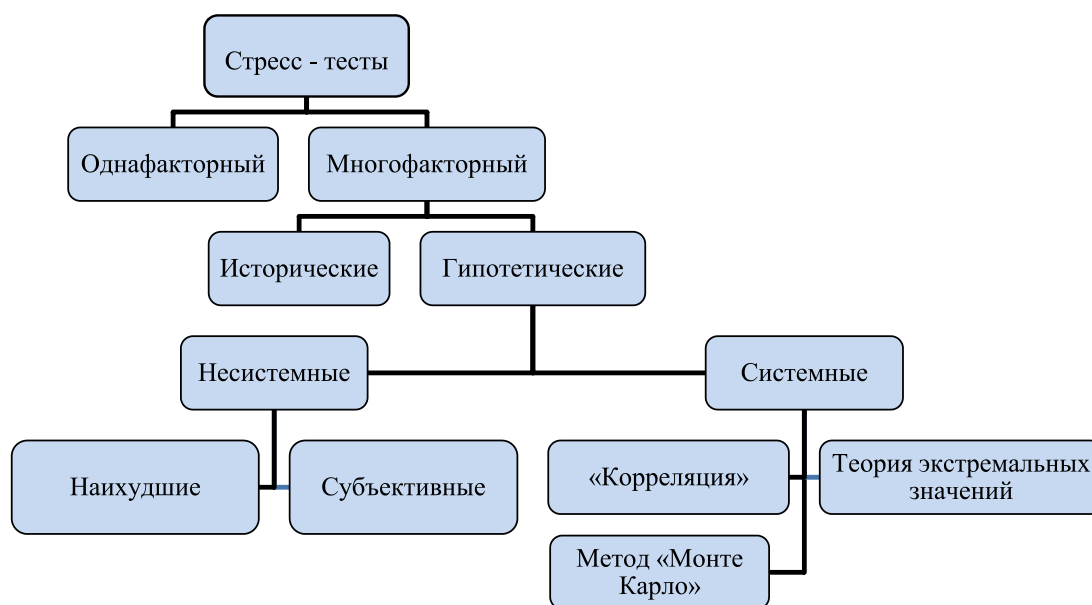 Стресс - тесты
Однафакторный
Многофакторный
Исторические
Гипотетические
Несистемные
Системные
Наихудшие
Субъективные
«Корреляция»
Теория экстремальных
значений
Метод «Монте
Карло»